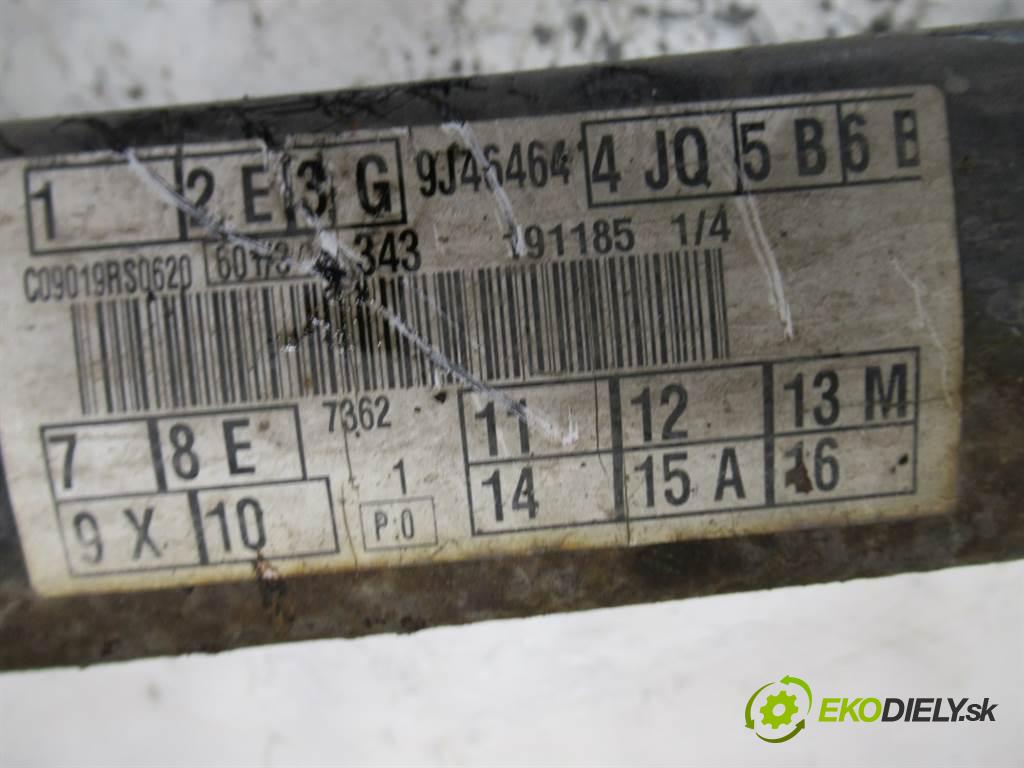 1 2 E 3 G 9J46464 4 JQ 5 B 6 B
C09019RS0620 343 191185 1/4
7 8 E 7362 11 12 13 M
9 X 10 1 P:0 14 15 A 16
EKODIELY.sk